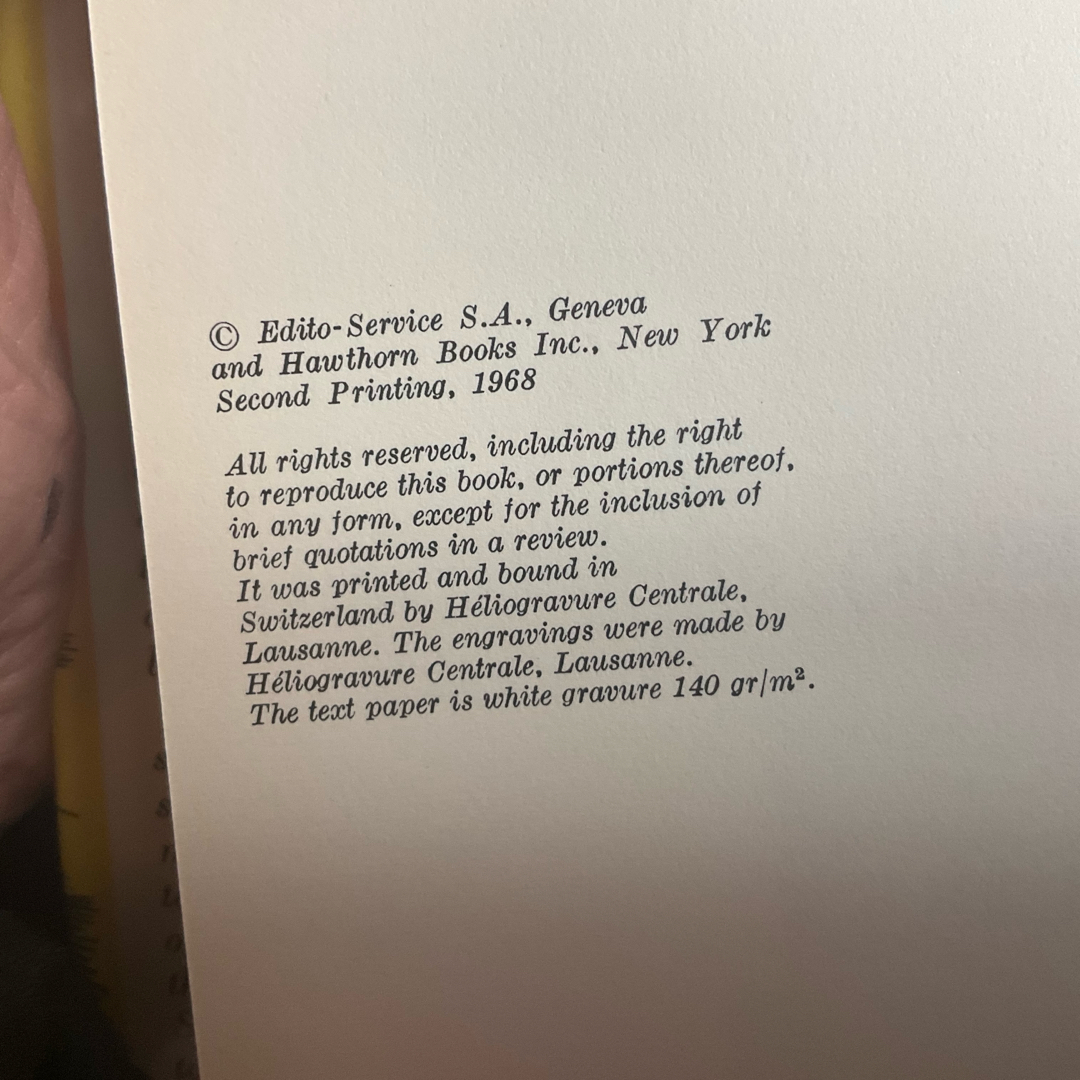 © Edito-Service S.A., Geneva
and Hawthorn Books Inc., New York
Second Printing, 1968
All rights reserved, including the right
to reproduce this book, or portions thereof,
in any form, except for the inclusion of
brief quotations in a review.
It was printed and bound in
Switzerland by Héliogravure Centrale,
Lausanne. The engravings were made by
Héliogravure Centrale, Lausanne.
The text paper is white gravure 140 gr/m².